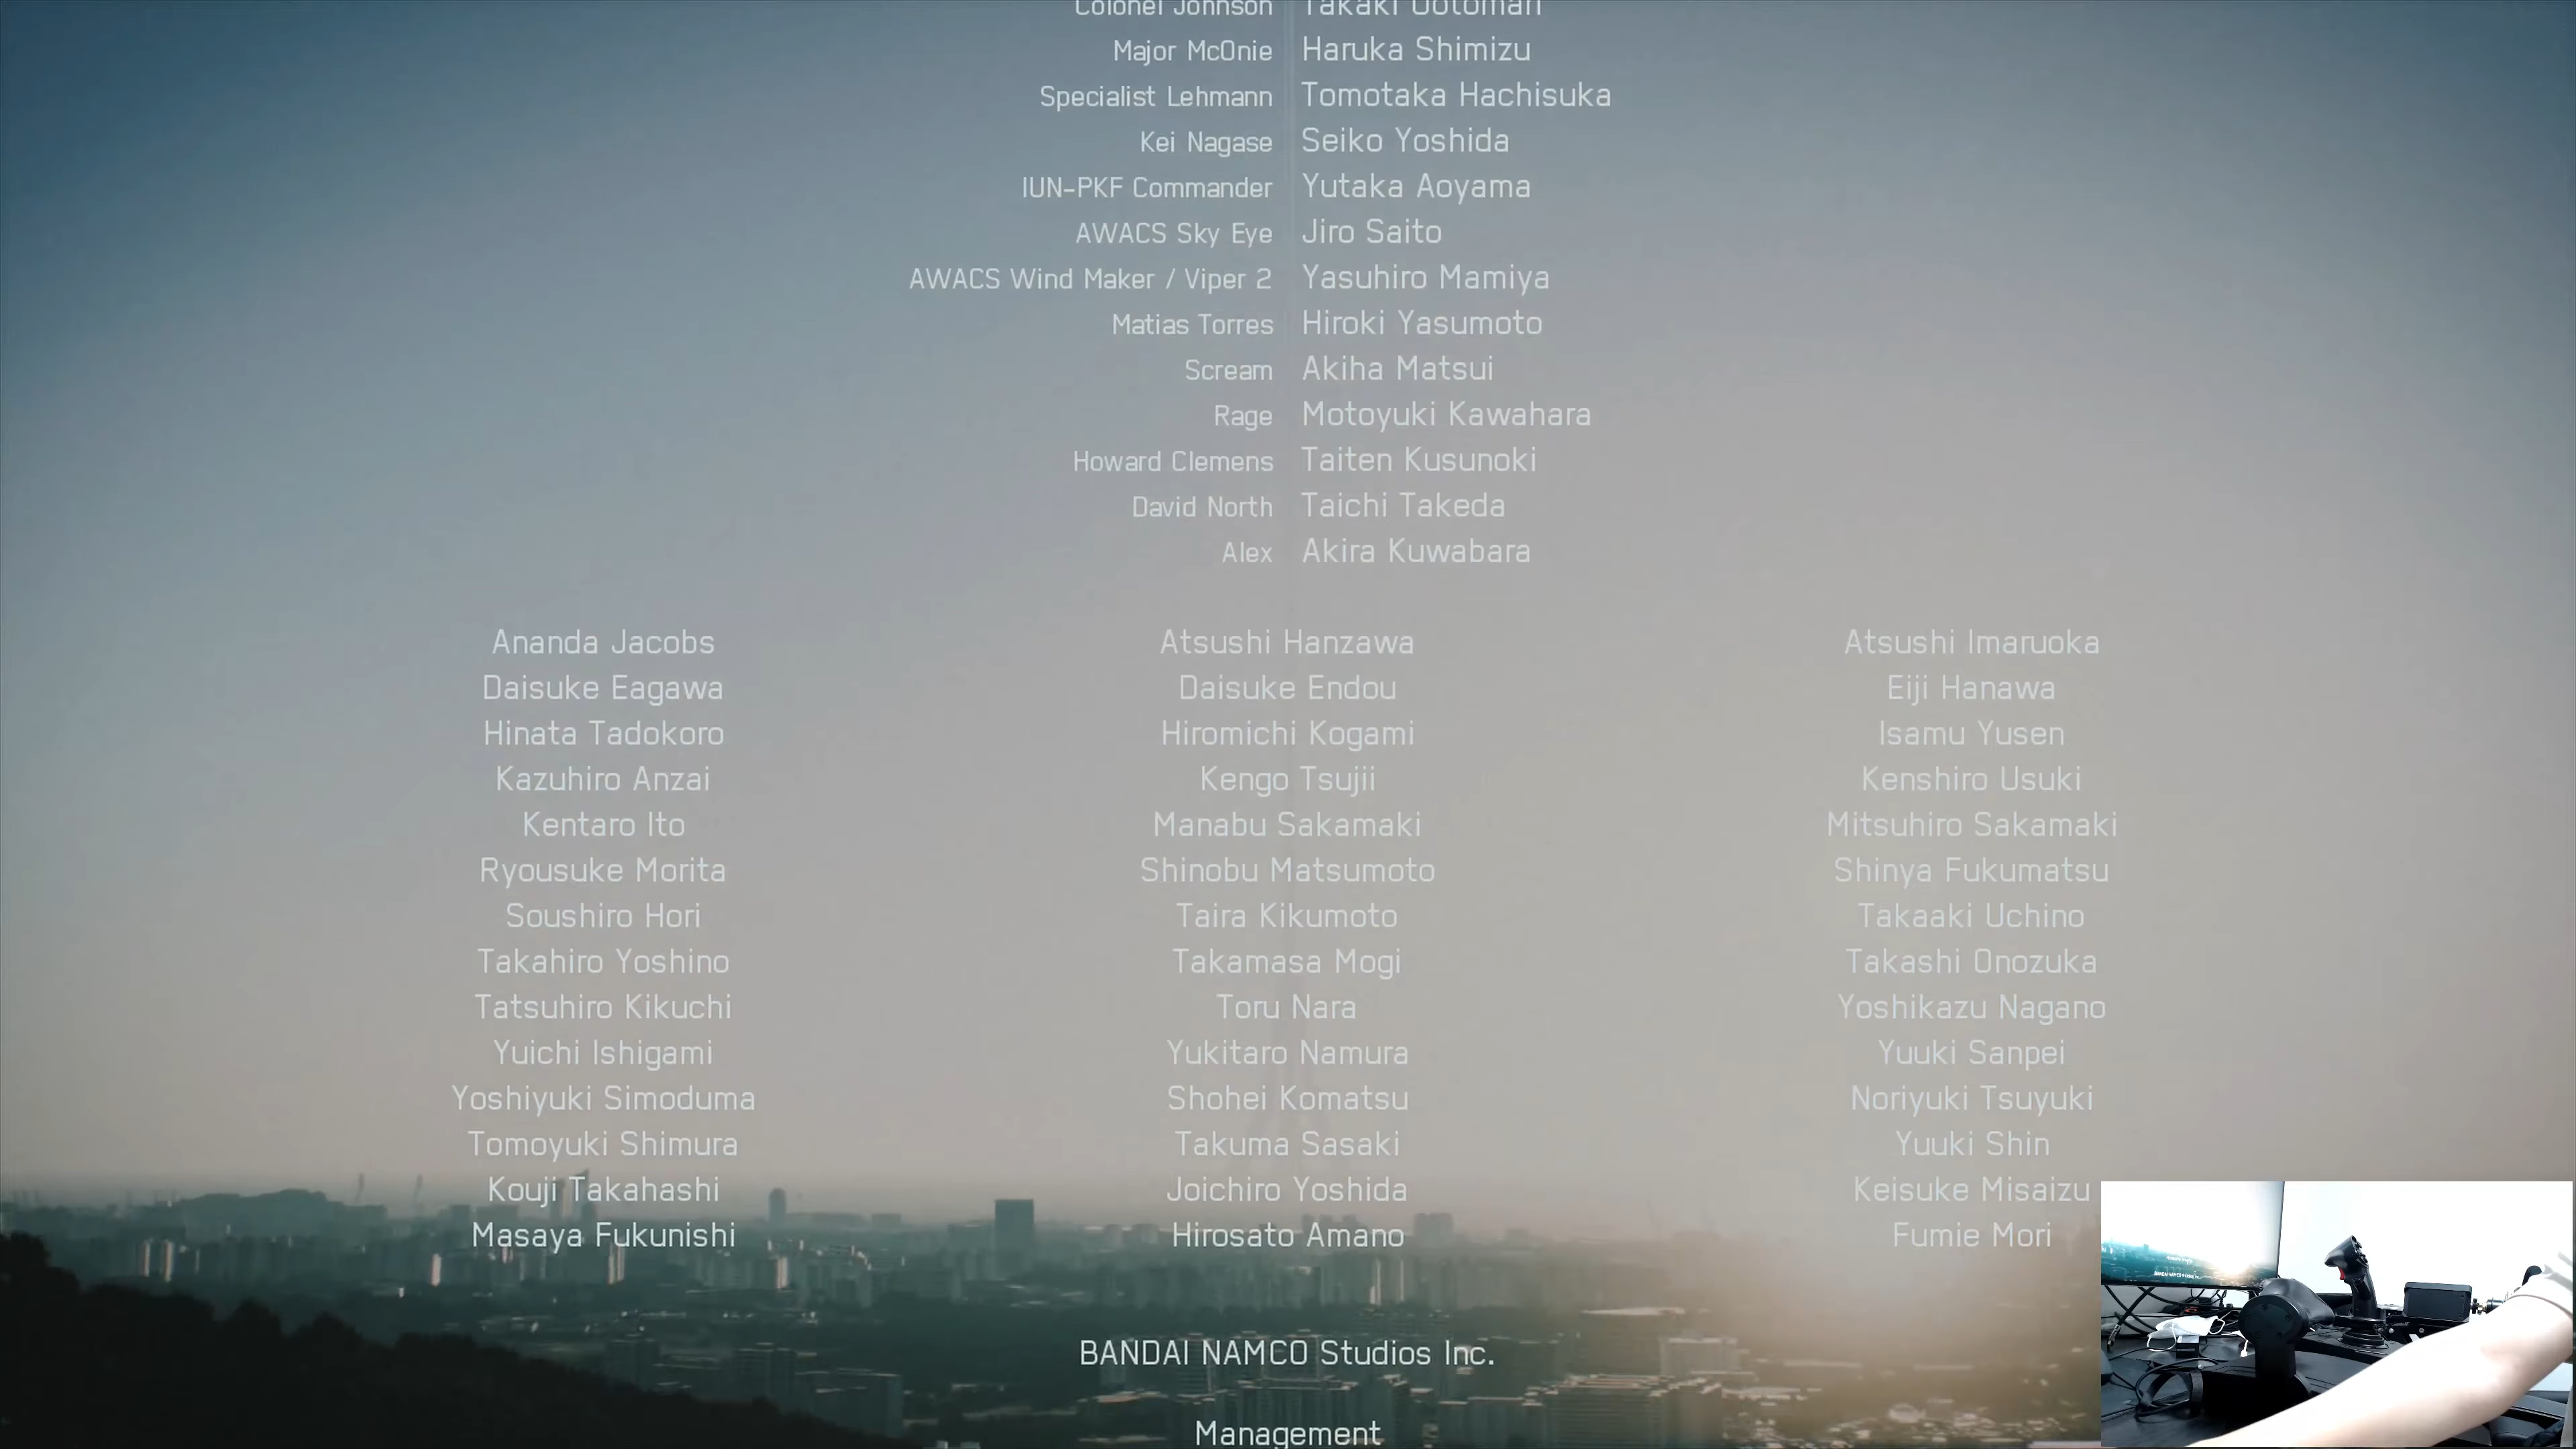 Colonel Johnson Takaki Ootomari
Major McOnie Haruka Shimizu
Specialist Lehmann Tomotaka Hachisuka
Kei Nagase Seiko Yoshida
IUN-PKF Commander Yutaka Aoyama
AWACS Sky Eye Jiro Saito
AWACS Wind Maker / Viper 2 Yasuhiro Mamiya
Matias Torres Hiroki Yasumoto
Scream Akiha Matsui
Rage Motoyuki Kawahara
Howard Clemens Taiten Kusunoki
David North Taichi Takeda
Alex Akira Kuwabara
Ananda Jacobs Atsushi Hanzawa Atsushi Imaruoka
Daisuke Eagawa Daisuke Endou Eiji Hanawa
Hinata Tadokoro Hiromichi Kogami Isamu Yusen
Kazuhiro Anzai Kengo Tsujii Kenshiro Usuki
Kentaro Ito Manabu Sakamaki Mitsuhiro Sakamaki
Ryousuke Morita Shinobu Matsumoto Shinya Fukumatsu
Soushiro Hori Taira Kikumoto Takaaki Uchino
Takahiro Yoshino Takamasa Mogi Takashi Onozuka
Tatsuhiro Kikuchi Toru Nara Yoshikazu Nagano
Yuichi Ishigami Yukitaro Namura Yuuki Sanpei
Yoshiyuki Simoduma Shohei Komatsu Noriyuki Tsuyuki
Tomoyuki Shimura Takuma Sasaki Yuuki Shin
Kouji Takahashi Joichiro Yoshida Keisuke Misaizu
Masaya Fukunishi Hirosato Amano Fumie Mori
BANDAI NAMCO Studios Inc.
Management